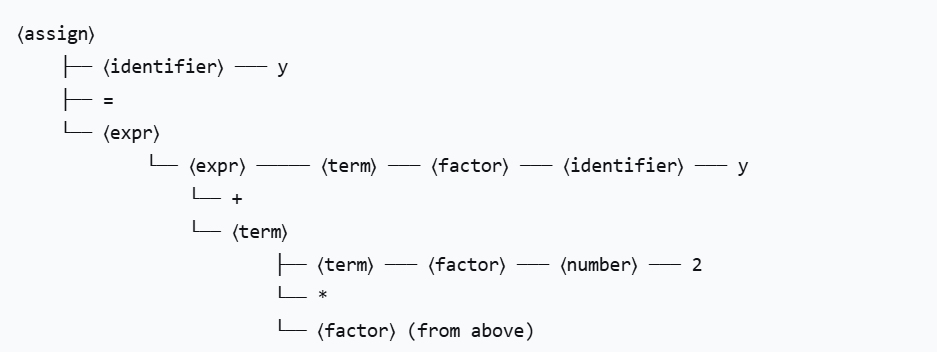 ⟨assign⟩
├── ⟨identifier⟩ ─── y
├── =
└── ⟨expr⟩
└── ⟨expr⟩ ───── ⟨term⟩ ─── ⟨factor⟩ ─── ⟨identifier⟩ ─── y
└── +
└── ⟨term⟩
├── ⟨term⟩ ─── ⟨factor⟩ ─── ⟨number⟩ ─── 2
└── *
└── ⟨factor⟩ (from above)